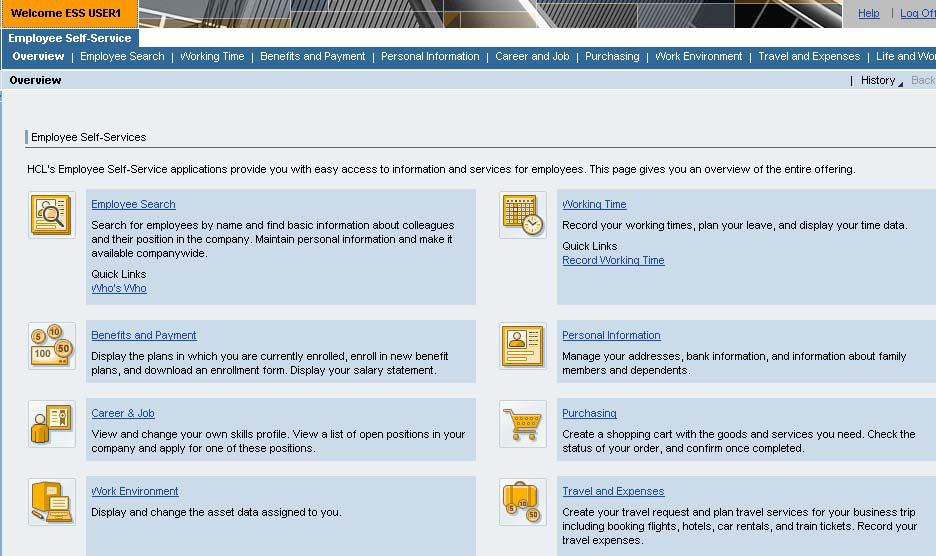 Welcome ESS USER1
Help | Log Of
Employee Self-Service
Overview | Employee Search | Working Time | Benefits and Payment | Personal Information | Career and Job | Purchasing | Work Environment | Travel and Expenses | Life and Wo
Overview
| History Back
Employee Self-Services
HCL's Employee Self-Service applications provide you with easy access to information and services for employees. This page gives you an overview of the entire offering.
Employee Search
Search for employees by name and find basic information about colleagues
and their position in the company. Maintain personal information and make it
available companywide.
Quick Links
Who's Who
Working Time
Record your working times, plan your leave, and display your time data.
Quick Links
Record Working Time
5 10
100 50
Benefits and Payment
Display the plans in which you are currently enrolled, enroll in new benefit
plans, and download an enrollment form. Display your salary statement.
Personal Information
Manage your addresses, bank information, and information about family
members and dependents.
Career & Job
View and change your own skills profile. View a list of open positions in your
company and apply for one of these positions.
Purchasing
Create a shopping cart with the goods and services you need. Check the
status of your order, and confirm once completed.
Work Environment
Display and change the asset data assigned to you.
5 10 50
Travel and Expenses
Create your travel request and plan travel services for your business trip
including booking flights, hotels, car rentals, and train tickets. Record your
travel expenses.